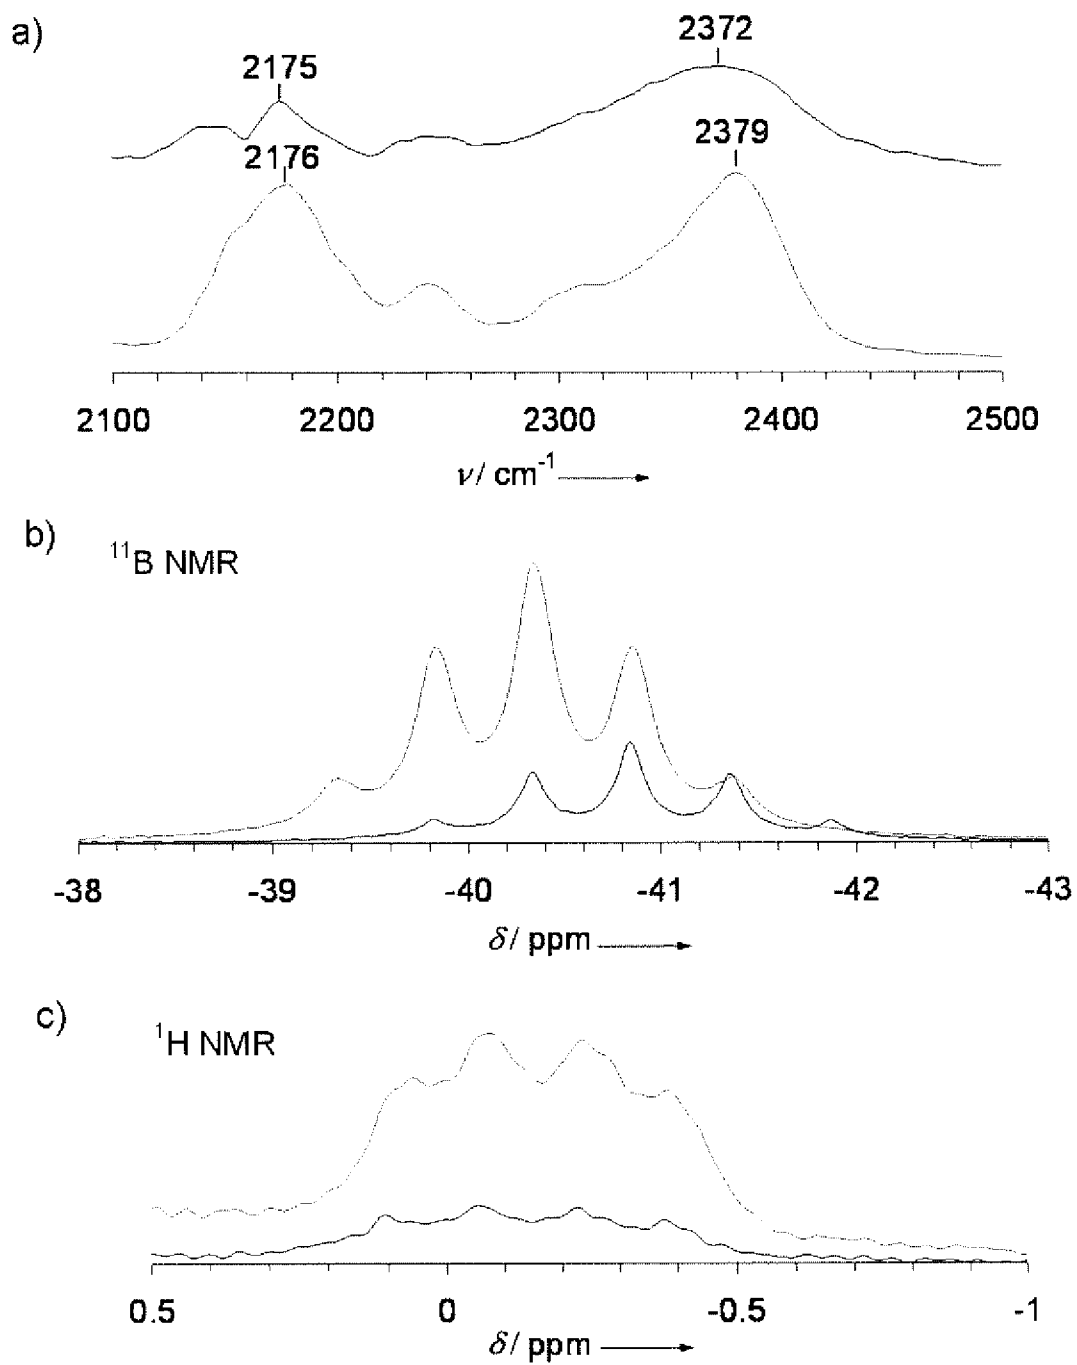 a)
2372
2175
2379
2176
2100 2200 2300 2400 2500
ν/ cm⁻¹
b)
¹¹B NMR
-38 -39 -40 -41 -42 -43
δ/ ppm
c)
¹H NMR
0.5 0 -0.5 -1
δ/ ppm